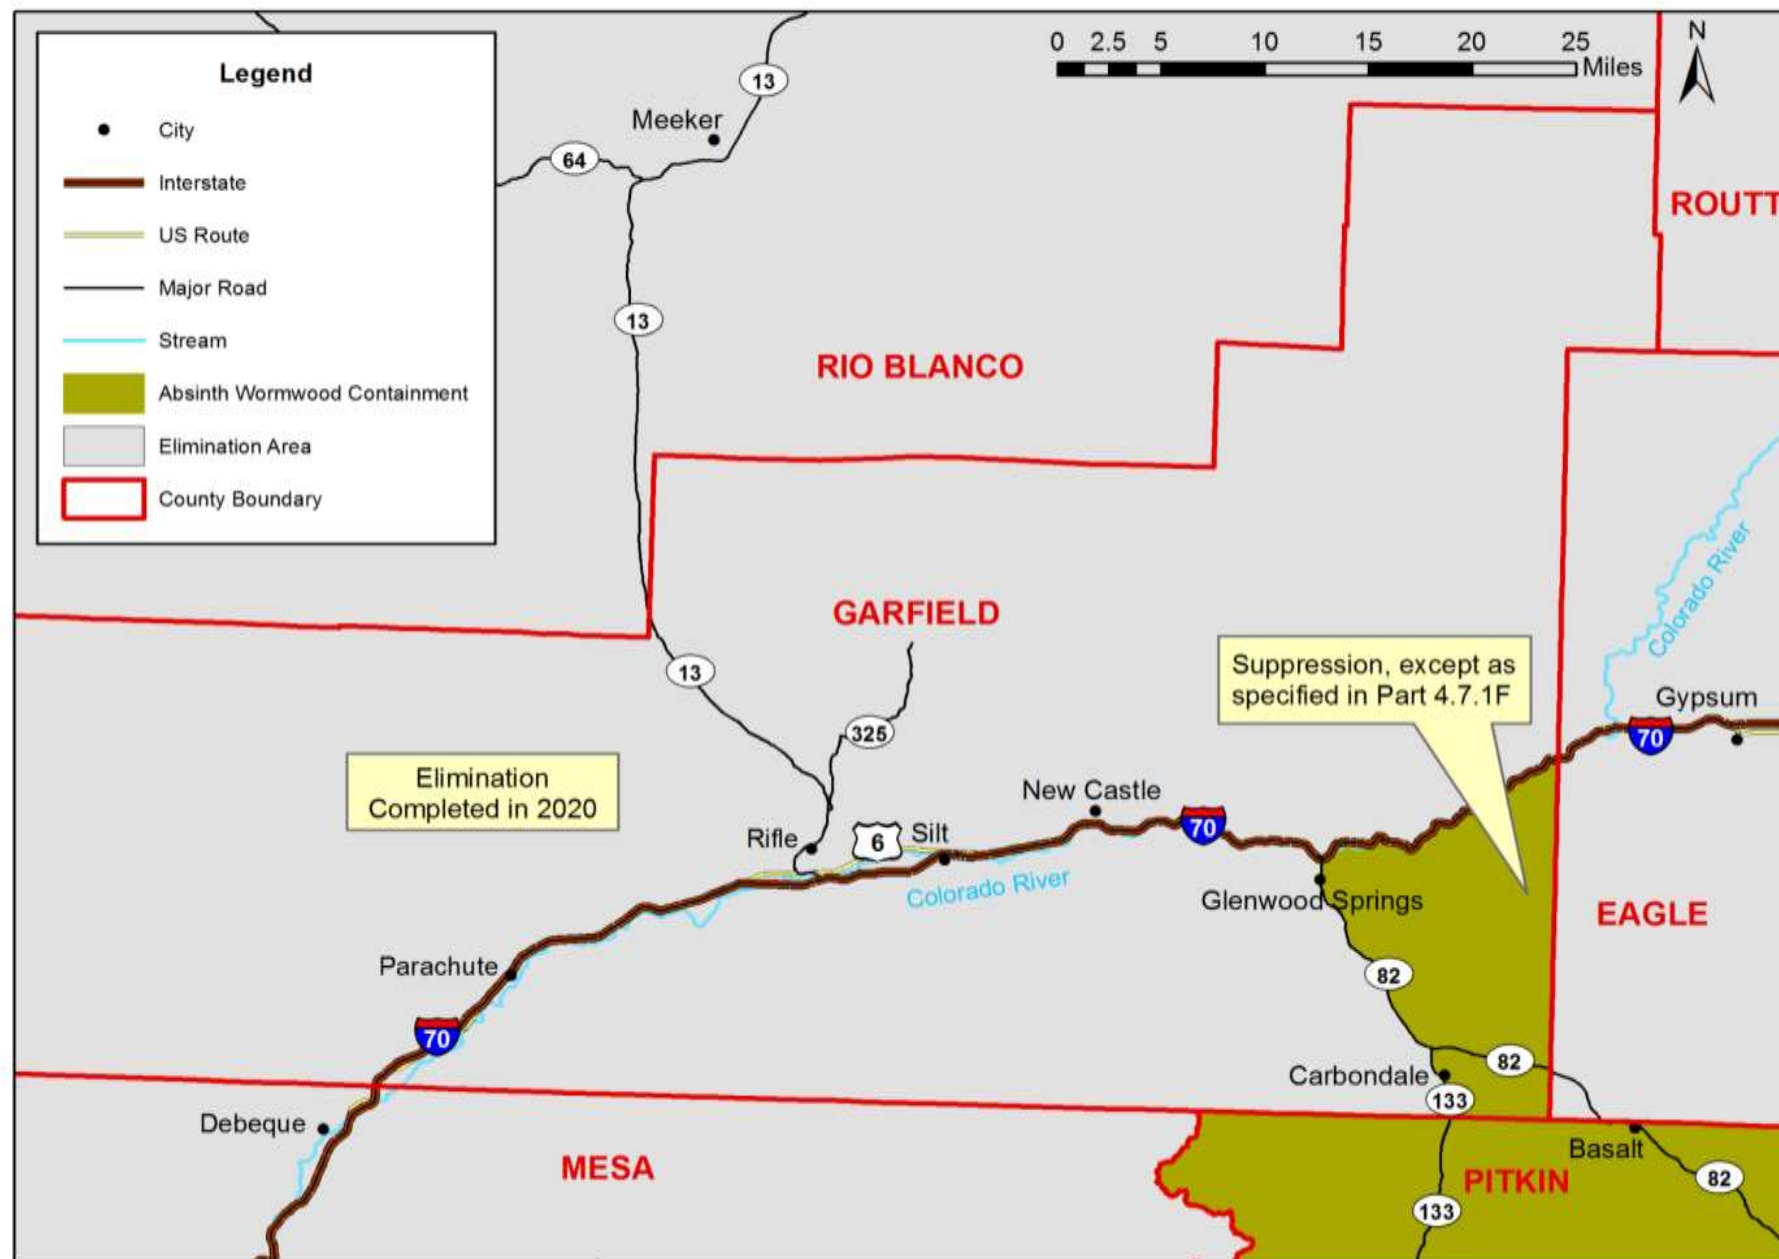 Legend
City
Interstate
US Route
Major Road
Stream
Absinth Wormwood Containment
Elimination Area
County Boundary
0 2.5 5 10 15 20 25
Miles
N
13
Meeker
64
ROUTT
13
RIO BLANCO
Colorado River
GARFIELD
Suppression, except as
specified in Part 4.7.1F
13
Gypsum
325
70
Elimination
Completed in 2020
New Castle
70
Rifle
6
Silt
Colorado River
Glenwood Springs
EAGLE
Parachute
82
70
82
Carbondale
133
Debeque
Basalt
MESA
PITKIN
82
133